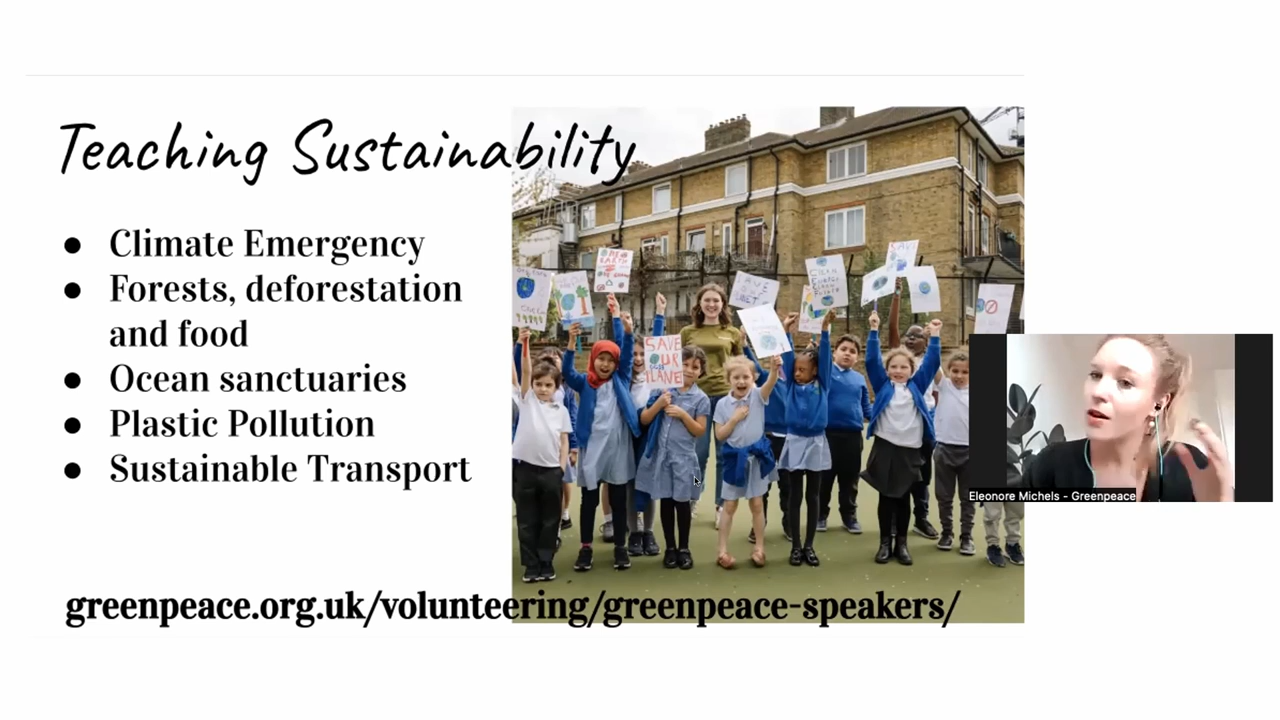 Teaching Sustainability
● Climate Emergency
● Forests, deforestation
and food
● Ocean sanctuaries
● Plastic Pollution
● Sustainable Transport
SAVE
OUR
PLANET
Eleonore Michels - Greenpeace
greenpeace.org.uk/volunteering/greenpeace-speakers/